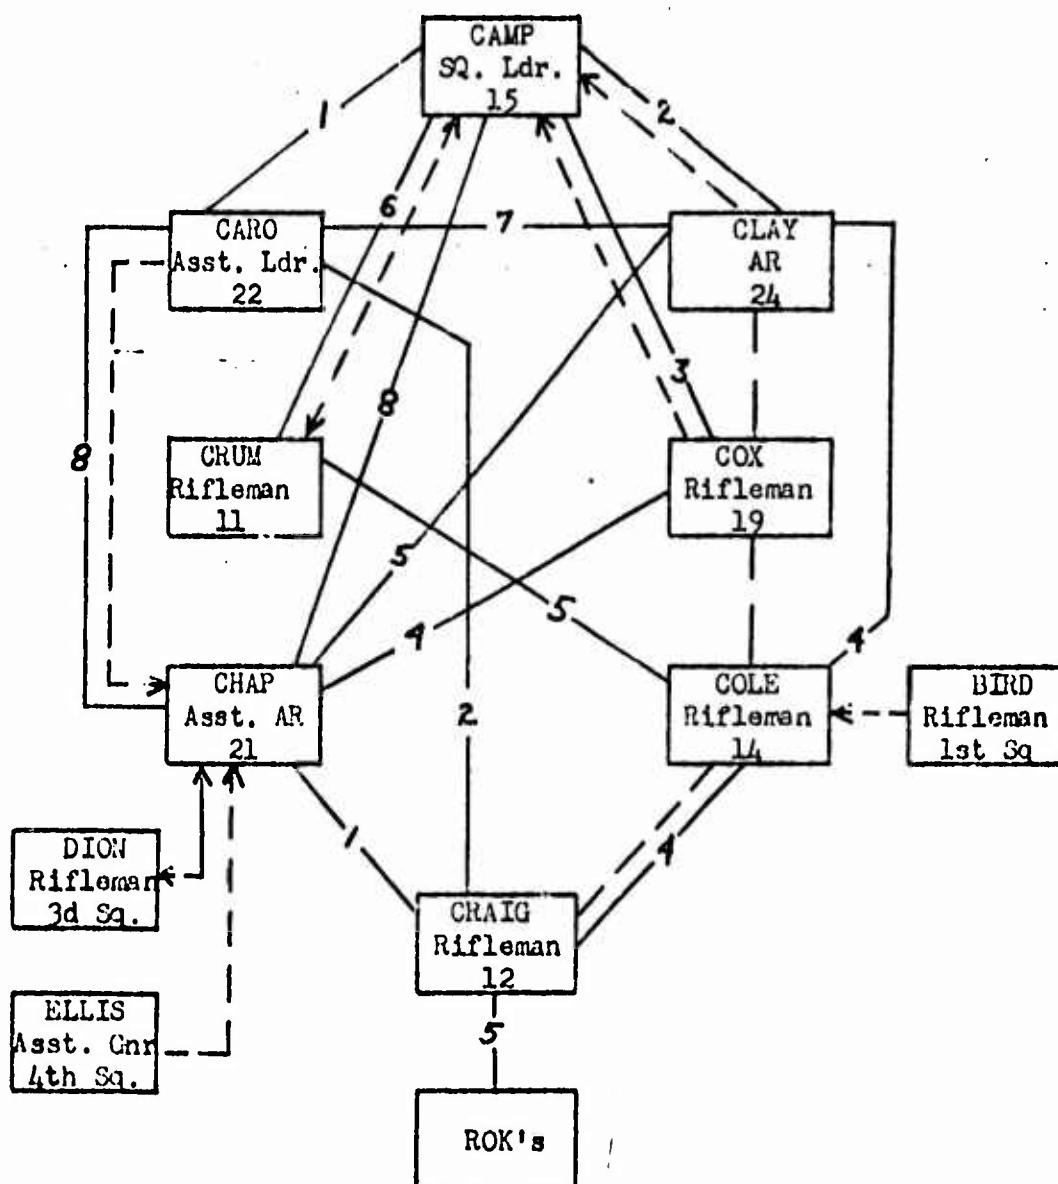 CAMP
SQ. Ldr.
15
1
2
6
CARO
Asst. Ldr.
22
7
CLAY
AR
24
3
8
8
CRUM
Rifleman
11
COX
Rifleman
19
5
5
4
4
CHAP
Asst. AR
21
2
COLE
Rifleman
14
BIRD
Rifleman
1st Sq
1
4
DION
Rifleman
3d Sq.
CRAIG
Rifleman
12
ELLIS
Asst. Gnr
4th Sq.
5
ROK's